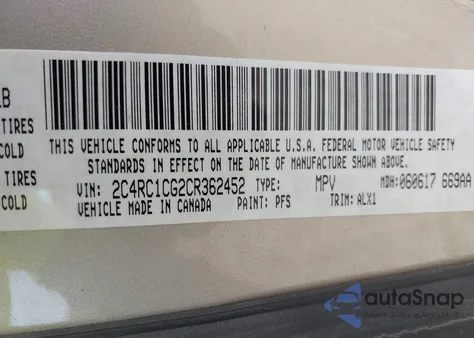 LB
TIRES
COLD
TIRES
COLD
THIS VEHICLE CONFORMS TO ALL APPLICABLE U.S.A. FEDERAL MOTOR VEHICLE SAFETY
STANDARDS IN EFFECT ON THE DATE OF MANUFACTURE SHOWN ABOVE.
VIN: 2C4RC1CG2CR362452 TYPE: MPV MDH:060617 669AA
VEHICLE MADE IN CANADA PAINT: PFS TRIM: ALX1
autaSnap